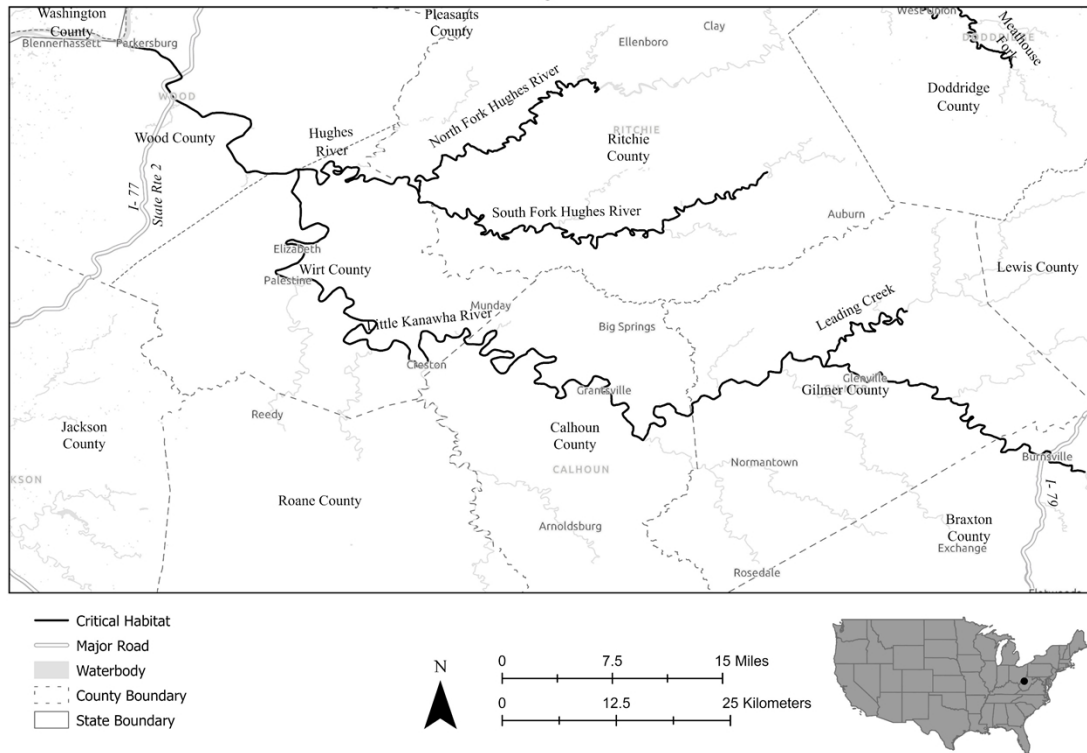 Washington
County
Blennerhassett
Parkersburg
Pleasants
County
Ellenboro
Clay
West Union
DODDRIDGE
Meathouse
Fork
Doddridge
County
WOOD
Wood County
Hughes
River
North Fork Hughes River
RITCHIE
Ritchie
County
I- 77
State Rte 2
South Fork Hughes River
Auburn
Elizabeth
Palestine
Wirt County
Lewis County
Little Kanawha River
Munday
Big Springs
Leading Creek
Creston
Glenville
Gilmer County
Grantsville
Reedy
Jackson
County
Calhoun
County
CALHOUN
Burnsville
Normantown
KSON
Roane County
I- 79
Arnoldsburg
Braxton
County
Exchange
Rosedale
Critical Habitat
Major Road
Waterbody
County Boundary
State Boundary
N
0 7.5 15 Miles
0 12.5 25 Kilometers